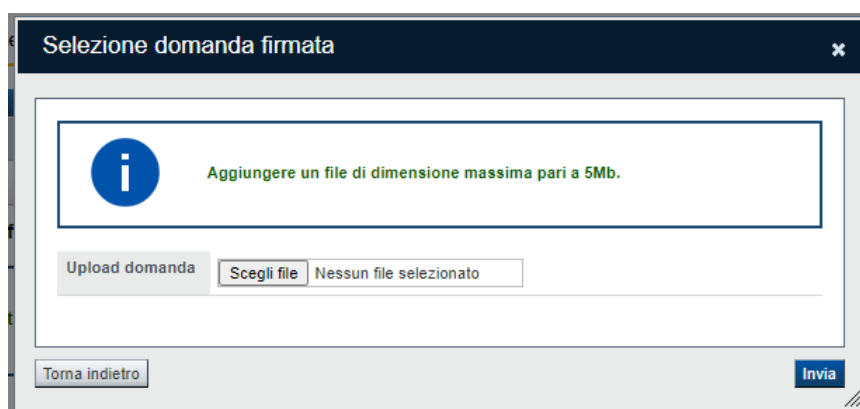 Selezione domanda firmata
Aggiungere un file di dimensione massima pari a 5Mb.
Upload domanda Scegli file Nessun file selezionato
Torna indietro Invia